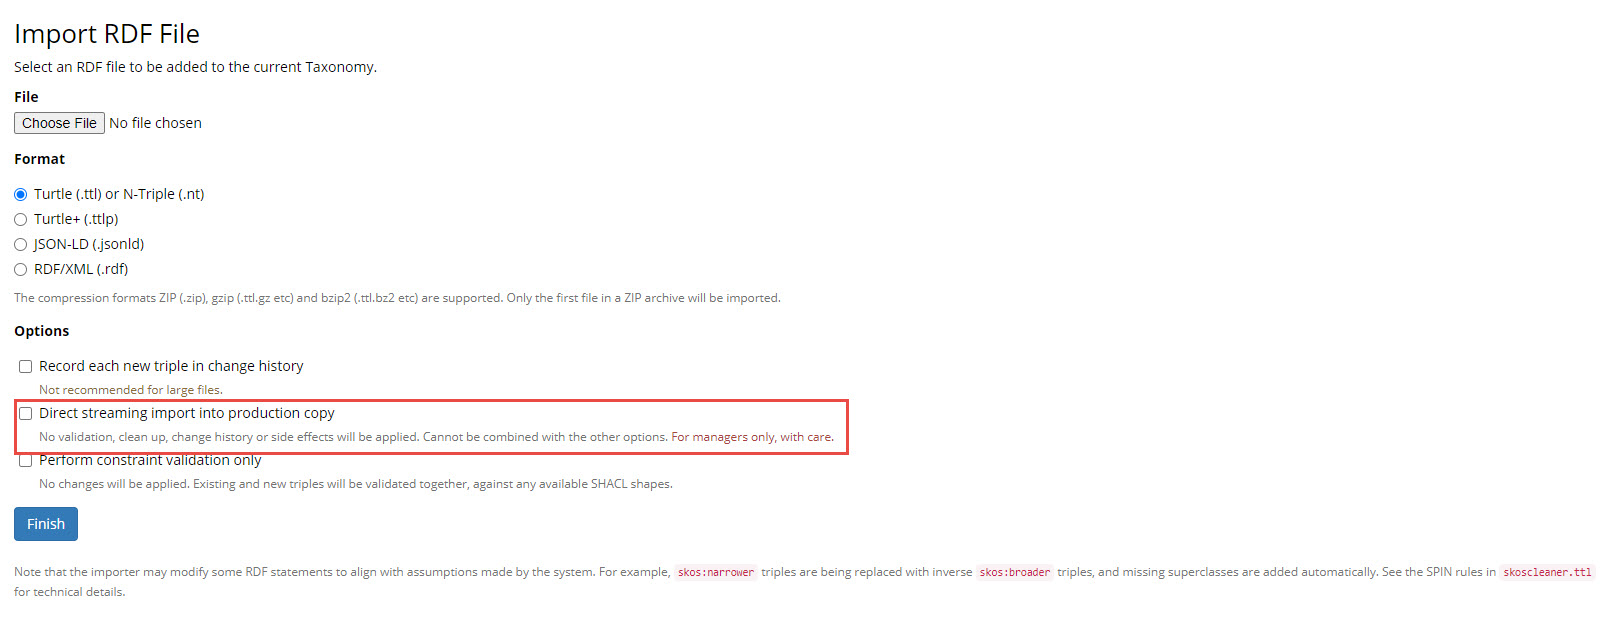 Import RDF File
Select an RDF file to be added to the current Taxonomy.
File
Choose File No file chosen
Format
Turtle (.ttl) or N-Triple (.nt)
Turtle+ (.ttlp)
JSON-LD (.jsonld)
RDF/XML (.rdf)
The compression formats ZIP (.zip), gzip (.ttl.gz etc) and bzip2 (.ttl.bz2 etc) are supported. Only the first file in a ZIP archive will be imported.
Options
Record each new triple in change history
Not recommended for large files.
Direct streaming import into production copy
No validation, clean up, change history or side effects will be applied. Cannot be combined with the other options. For managers only, with care.
Perform constraint validation only
No changes will be applied. Existing and new triples will be validated together, against any available SHACL shapes.
Finish
Note that the importer may modify some RDF statements to align with assumptions made by the system. For example, skos:narrower triples are being replaced with inverse skos:broader triples, and missing superclasses are added automatically. See the SPIN rules in skoscleaner.ttl
for technical details.